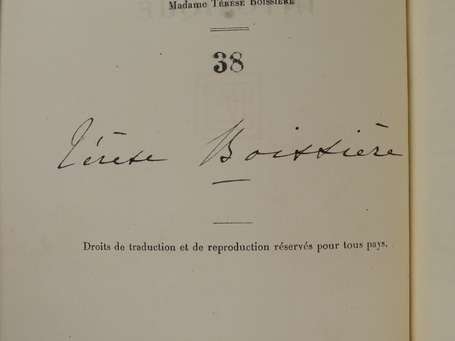 Madame Térèse Boissière
38
Térèse Boissière
Droits de traduction et de reproduction réservés pour tous pays.